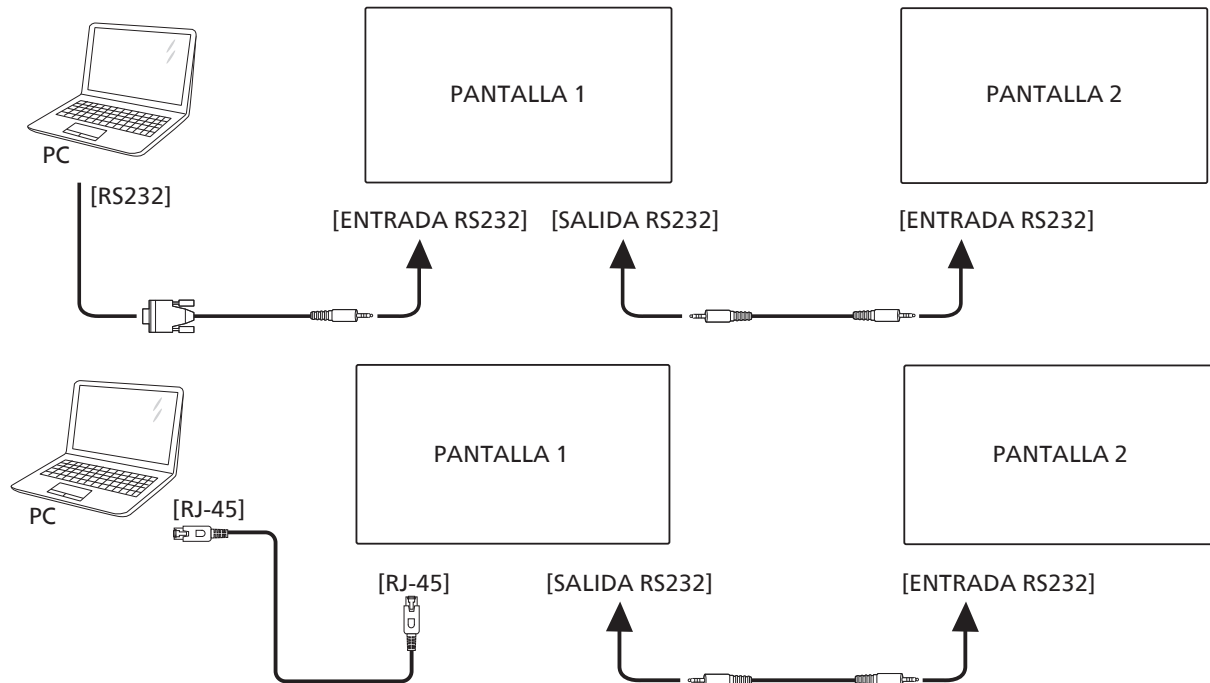 PANTALLA 1
PANTALLA 2
PC
[RS232]
[ENTRADA RS232]
[SALIDA RS232]
[ENTRADA RS232]
PANTALLA 1
PANTALLA 2
PC
[RJ-45]
[RJ-45]
[SALIDA RS232]
[ENTRADA RS232]